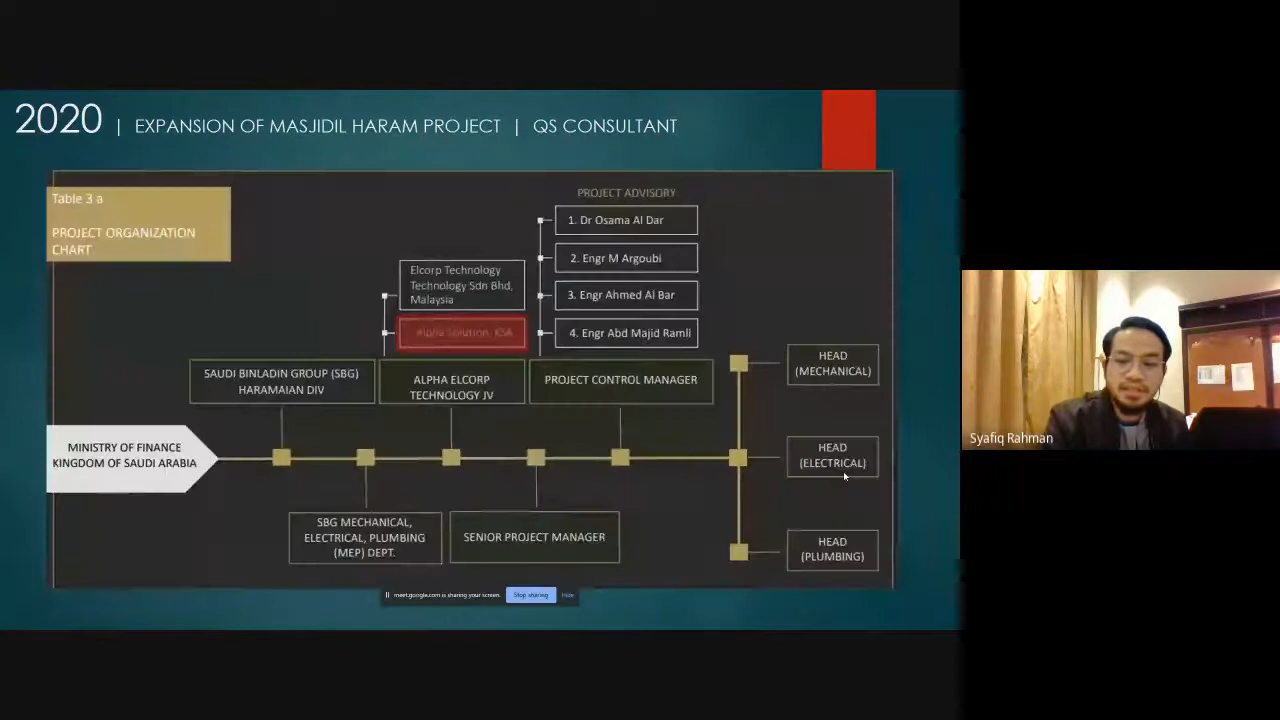 2020 | EXPANSION OF MASJIDIL HARAM PROJECT | QS CONSULTANT
Table 3 a
PROJECT ORGANIZATION
CHART
PROJECT ADVISORY
1. Dr Osama Al Dar
2. Engr M Argoubi
3. Engr Ahmed Al Bar
4. Engr Abd Majid Ramli
Elcorp Technology
Technology Sdn Bhd,
Malaysia
Alpha Solution, KSA
SAUDI BINLADIN GROUP (SBG)
HARAMAIAN DIV
ALPHA ELCORP
TECHNOLOGY JV
PROJECT CONTROL MANAGER
HEAD
(MECHANICAL)
MINISTRY OF FINANCE
KINGDOM OF SAUDI ARABIA
HEAD
(ELECTRICAL)
SBG MECHANICAL,
ELECTRICAL, PLUMBING
(MEP) DEPT.
SENIOR PROJECT MANAGER
HEAD
(PLUMBING)
meet.google.com is sharing your screen.
Stop sharing
Hide
Syafiq Rahman